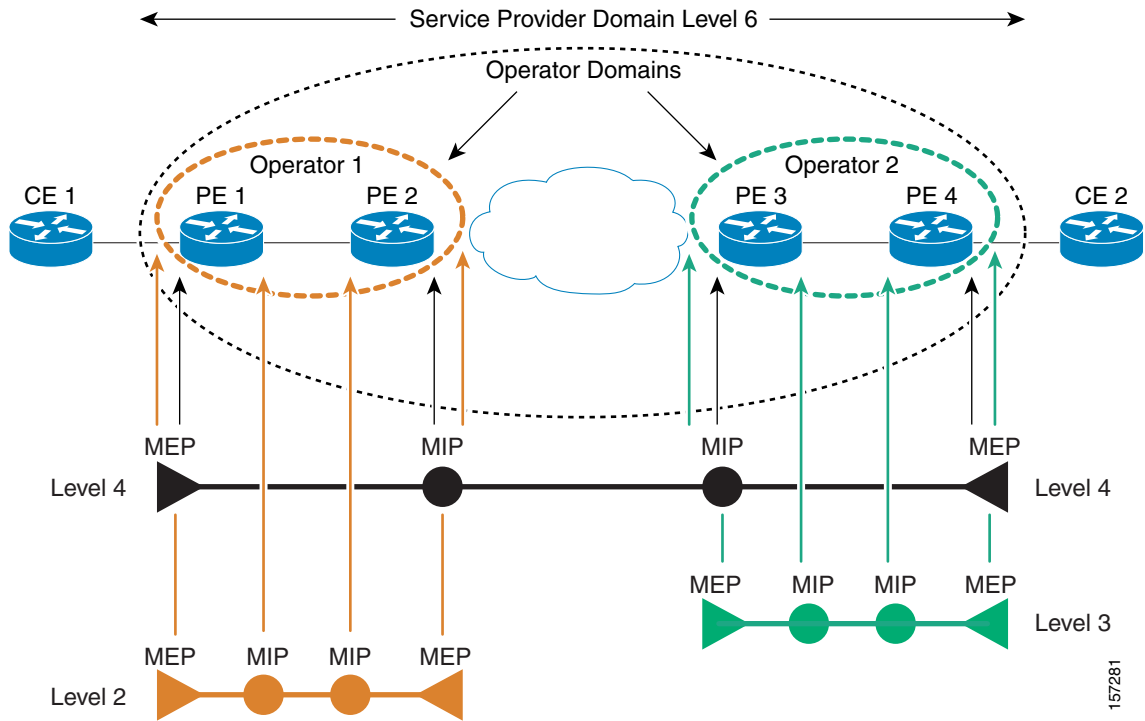 Service Provider Domain Level 6
Operator Domains
Operator 1
Operator 2
CE 1
PE 1
PE 2
PE 3
PE 4
CE 2
MEP
MIP
MIP
MEP
Level 4
Level 4
MEP
MIP
MIP
MEP
Level 3
MEP
MIP
MIP
MEP
Level 2
157281